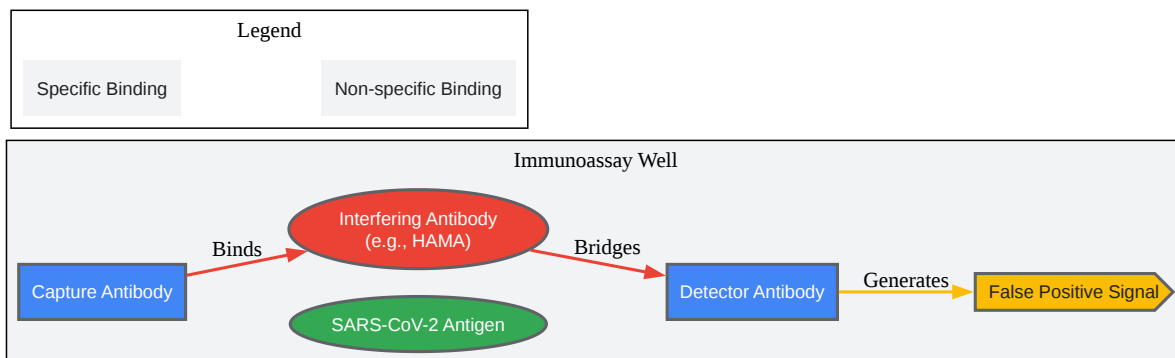 Legend
Specific Binding
Non-specific Binding
Immunoassay Well
Interfering Antibody
(e.g., HAMA)
Binds
Bridges
Capture Antibody
Detector Antibody
Generates
False Positive Signal
SARS-CoV-2 Antigen